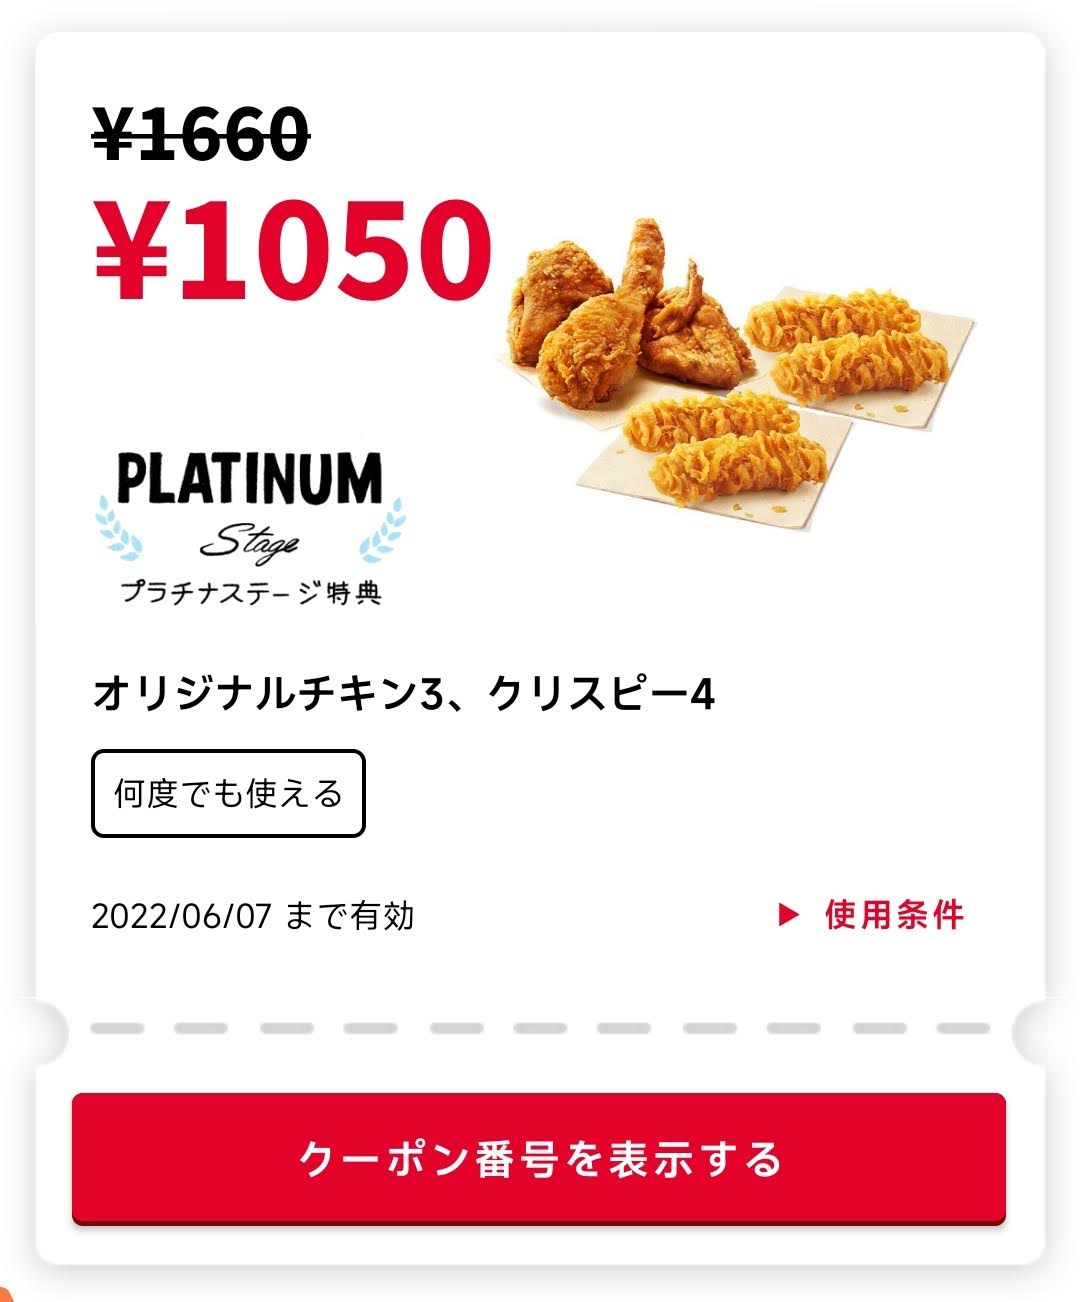 ¥1660
¥1050
PLATINUM
Stage
プラチナステージ特典
オリジナルチキン3、クリスピー4
何度でも使える
2022/06/07 まで有効
▶ 使用条件
クーポン番号を表示する